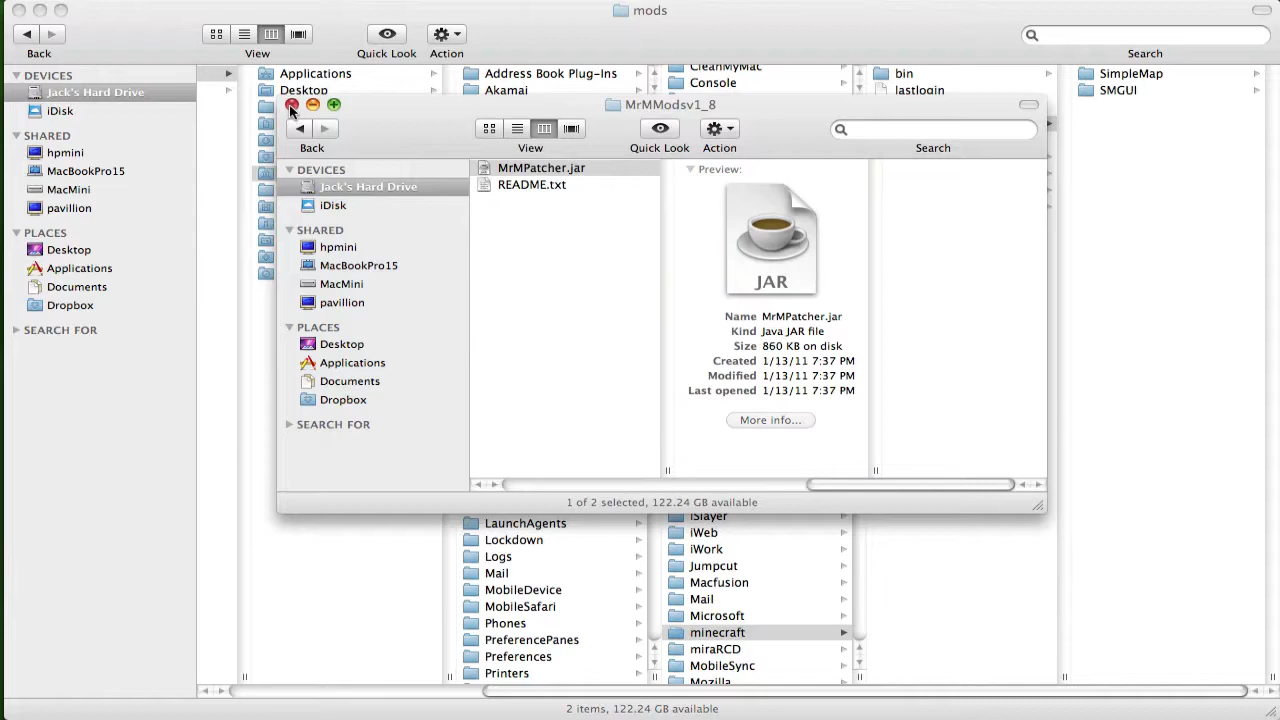 mods
Back
View
Quick Look
Action
Search
DEVICES
Jack's Hard Drive
iDisk
SHARED
hpmini
MacBookPro15
MacMini
pavillion
PLACES
Desktop
Applications
Documents
Dropbox
SEARCH FOR
Applications
Desktop
Address Book Plug-Ins
Akamai
CleanMyMac
Console
bin
lastlogin
SimpleMap
SMGUI
MrMModsv1_8
Back
View
Quick Look
Action
Search
DEVICES
Jack's Hard Drive
iDisk
SHARED
hpmini
MacBookPro15
MacMini
pavillion
PLACES
Desktop
Applications
Documents
Dropbox
SEARCH FOR
MrMPatcher.jar
README.txt
Preview:
JAR
Name MrMPatcher.jar
Kind Java JAR file
Size 860 KB on disk
Created 1/13/11 7:37 PM
Modified 1/13/11 7:37 PM
Last opened 1/13/11 7:37 PM
More info...
1 of 2 selected, 122.24 GB available
LaunchAgents
Lockdown
Logs
Mail
MobileDevice
MobileSafari
Phones
PreferencePanes
Preferences
Printers
iSlayer
iWeb
iWork
Jumpcut
Macfusion
Mail
Microsoft
minecraft
miraRCD
MobileSync
Mozilla
2 items, 122.24 GB available